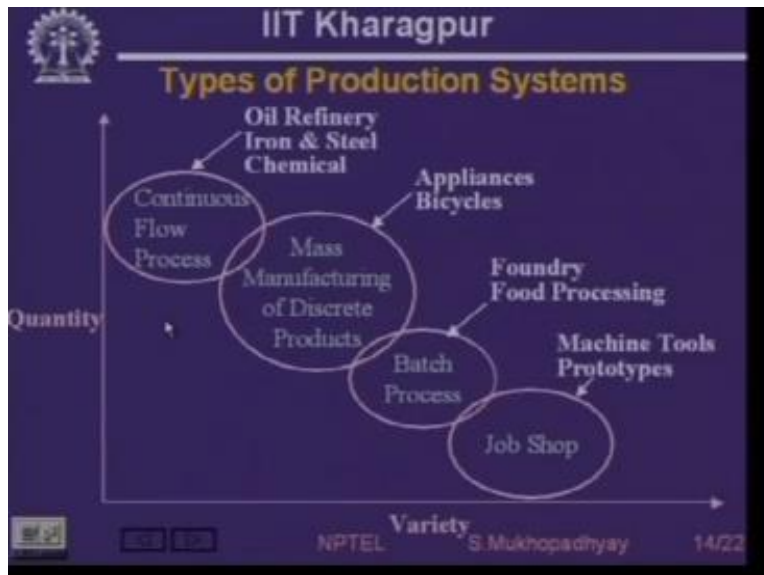 IIT Kharagpur
Types of Production Systems
Oil Refinery
Iron & Steel
Chemical
Continuous
Flow
Process
Appliances
Bicycles
Mass
Manufacturing
of Discrete
Products
Foundry
Food Processing
Quantity
Batch
Process
Machine Tools
Prototypes
Job Shop
Variety
NPTEL
S.Mukhopadhyay
14/22